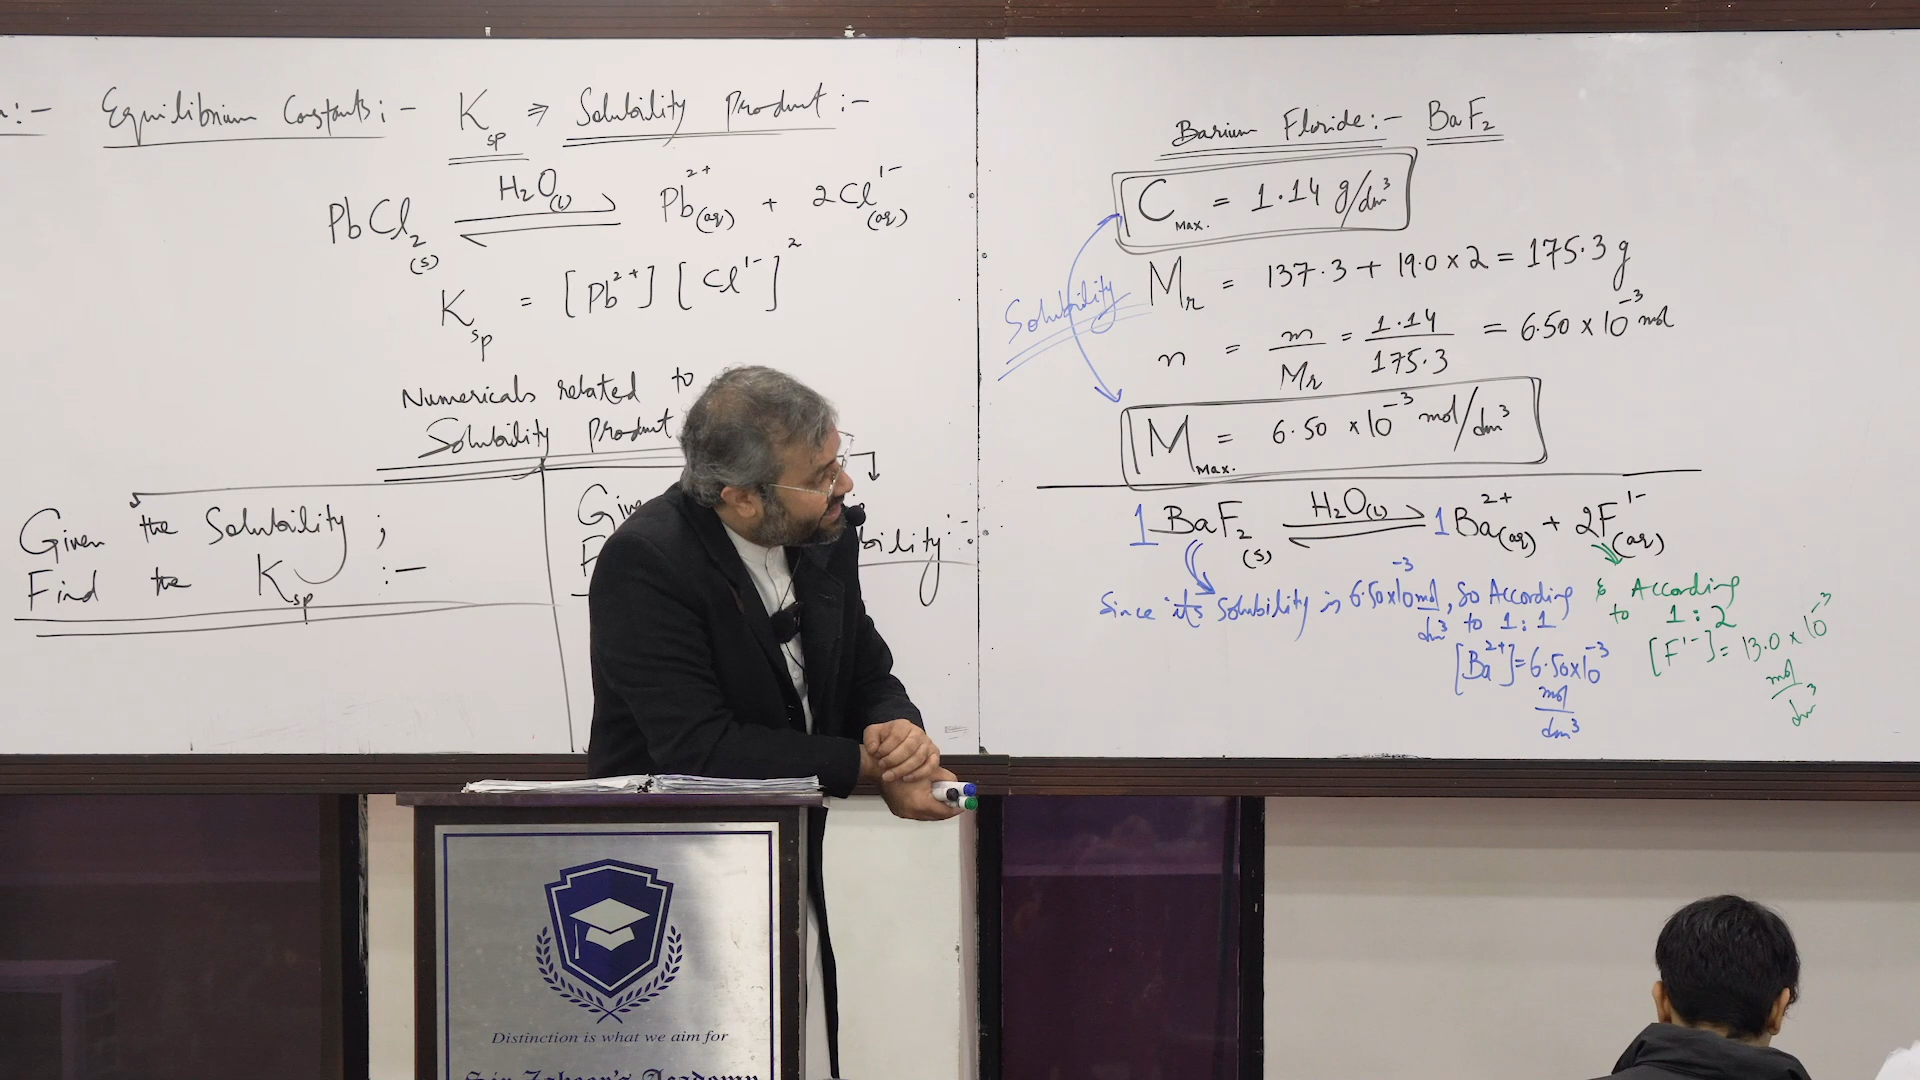 Equilibrium Constants:- Ksp ⇒ Solubility Product:-
PbCl₂(s) ⇌ H₂O(l) Pb²⁺(aq) + 2Cl¹⁻(aq)
Ksp = [Pb²⁺][Cl¹⁻]²
Numericals related to
Solubility Product
Given the Solubility;
Find the Ksp :-
bility:-
Barium Floride:- BaF₂
Cmax. = 1.14 g/dm³
Mr = 137.3 + 19.0 x 2 = 175.3 g
Solubility
n = m/Mr = 1.14/175.3 = 6.50 x 10⁻³ mol
Mmax. = 6.50 x 10⁻³ mol/dm³
1 BaF₂(s) ⇌ H₂O(l) 1Ba²⁺(aq) + 2F¹⁻(aq)
Since it's Solubility is 6.50x10⁻³ mol/dm³, So According to 1:1
[Ba²⁺] = 6.50x10⁻³ mol/dm³
& According to 1:2
[F¹⁻] = 13.0 x 10⁻³ mol/dm³
Distinction is what we aim for